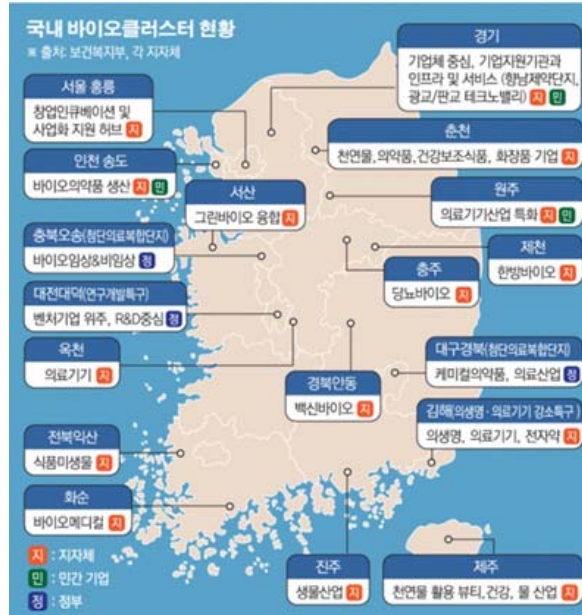 국내 바이오클러스터 현황
※ 출처: 보건복지부, 각 지자체
경기
기업체 중심, 기업지원기관과
인프라 및 서비스 (향남제약단지,
광교/판교 테크노밸리) 지 민
서울 홍릉
창업인큐베이션 및
사업화 지원 허브 지
춘천
천연물,의약품,건강보조식품, 화장품 기업 지
인천 송도
바이오의약품 생산 지 민
서산
그린바이오 융합 지
원주
의료기기산업 특화 지 민
충북오송(첨단의료복합단지)
바이오임상&비임상 정
제천
한방바이오 지
충주
당뇨바이오 지
대전대덕(연구개발특구)
벤처기업 위주, R&D중심 정
대구경북(첨단의료복합단지)
케미컬의약품, 의료산업 정
옥천
의료기기 지
경북안동
백신바이오 지
김해(의생명·의료기기 강소특구)
의생명, 의료기기, 전자약 지
전북익산
식품미생물 지
화순
바이오메디컬 지
진주
생물산업 지
제주
천연물 활용 뷰티,건강, 물 산업 지
지 : 지자체
민 : 민간 기업
정 : 정부